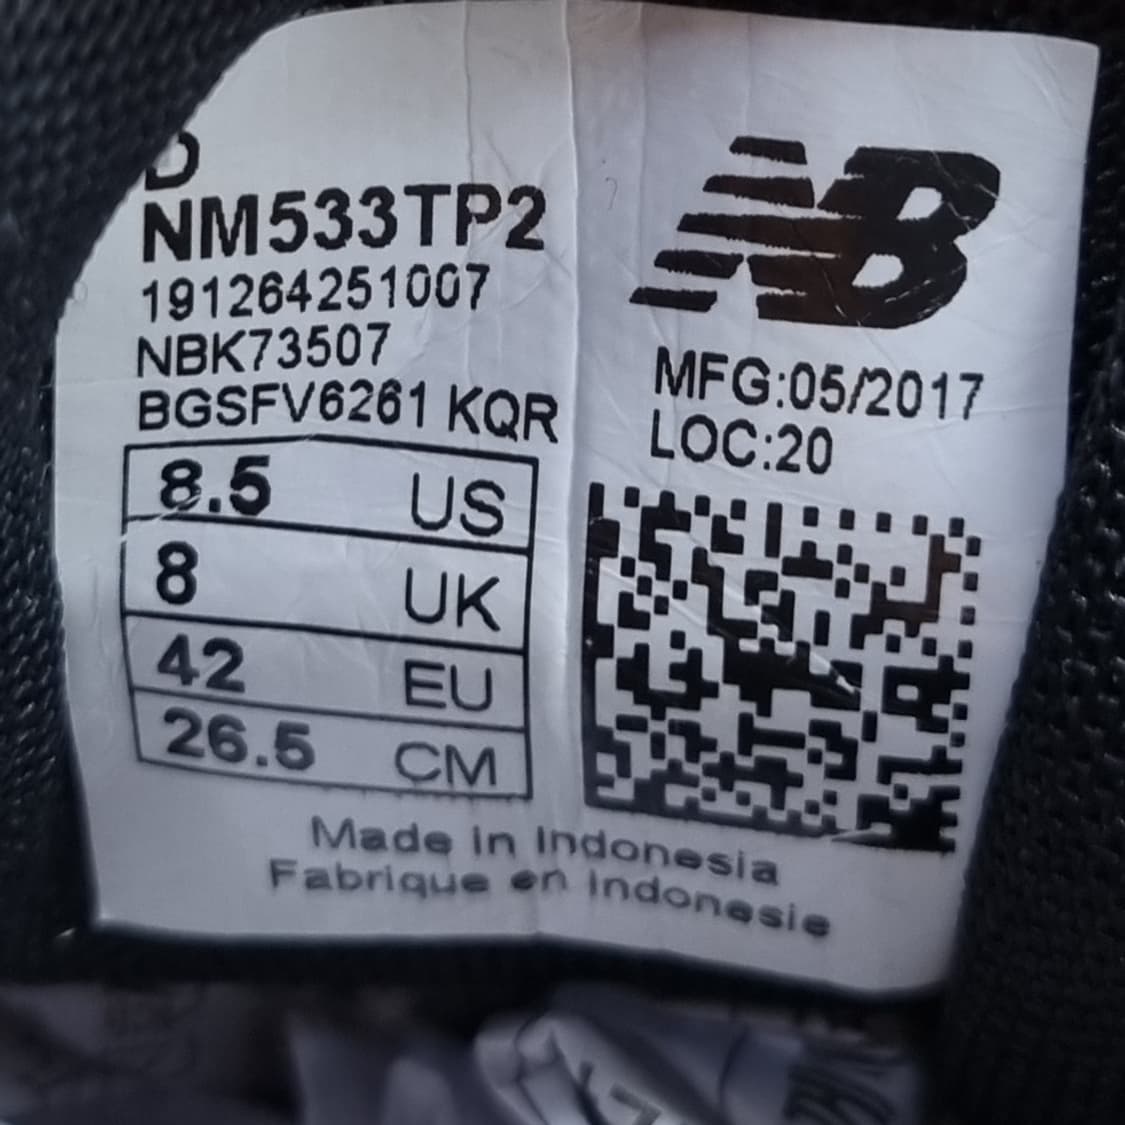 D
NM533TP2
191264251007
NBK73507
BGSFV6261 KQR
8.5 US
8 UK
42 EU
26.5 CM
NB
MFG:05/2017
LOC:20
Made in Indonesia
Fabrique en Indonesie